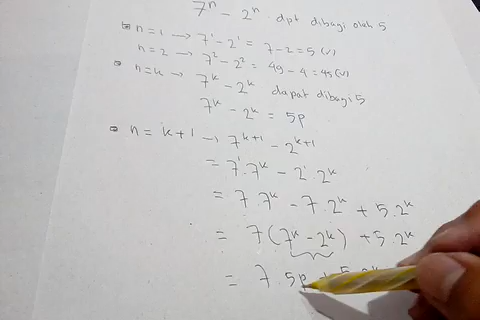 7ⁿ - 2ⁿ dpt dibagi oleh 5
n = 1 → 7¹ - 2¹ = 7 - 2 = 5 (v)
n = 2 → 7² - 2² = 49 - 4 = 45 (v)
n = k → 7ᵏ - 2ᵏ dapat dibagi 5
7ᵏ - 2ᵏ = 5p
n = k + 1 → 7ᵏ⁺¹ - 2ᵏ⁺¹
= 7¹ . 7ᵏ - 2¹ . 2ᵏ
= 7 . 7ᵏ - 7 . 2ᵏ + 5 . 2ᵏ
= 7 (7ᵏ - 2ᵏ) + 5 . 2ᵏ
= 7 . 5p